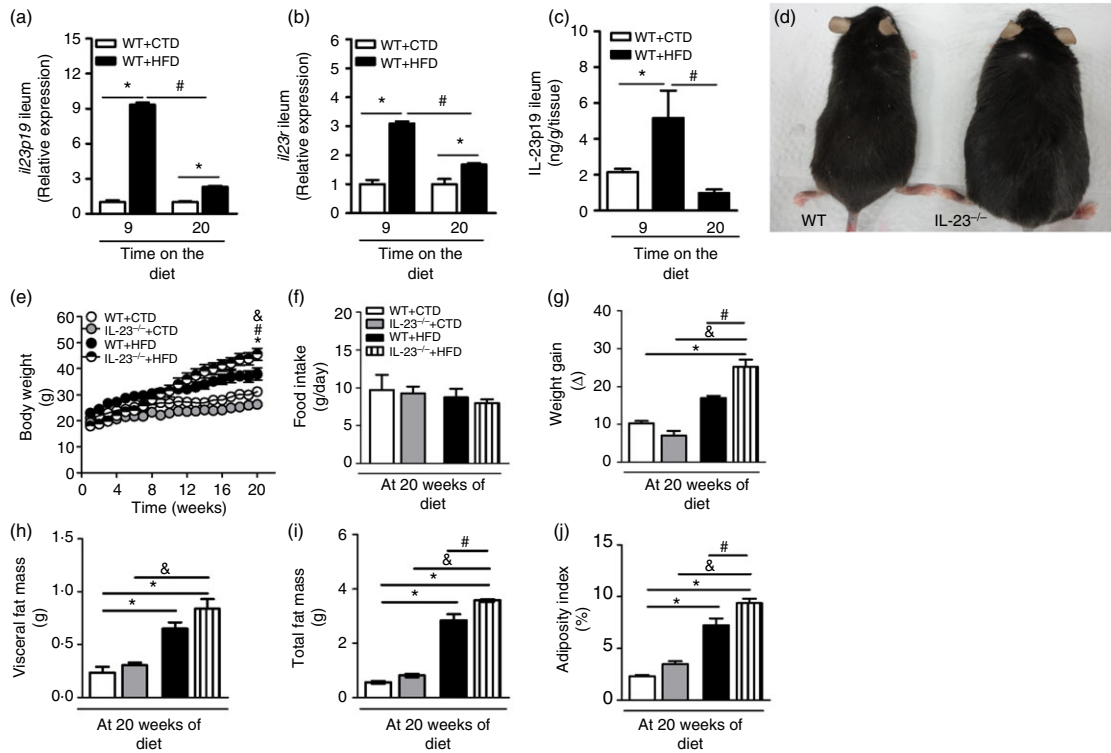 (a)
il23p19 ileum
(Relative expression)
15
12
9
6
3
0
WT+CTD
WT+HFD
*
#
*
9
20
Time on the
diet
(b)
il23r ileum
(Relative expression)
6
5
4
3
2
1
0
WT+CTD
WT+HFD
*
#
*
9
20
Time on the
diet
(c)
IL-23p19 ileum
(ng/g/tissue)
10
8
6
4
2
0
WT+CTD
WT+HFD
*
#
9
20
Time on the
diet
(d)
WT
IL-23–/–
(e)
Body weight
(g)
60
50
40
30
20
10
0
WT+CTD
IL-23–/–+CTD
WT+HFD
IL-23–/–+HFD
&
#
*
0
4
8
12
16
20
Time (weeks)
(f)
Food intake
(g/day)
20
15
10
5
0
WT+CTD
IL-23–/–+CTD
WT+HFD
IL-23–/–+HFD
At 20 weeks of
diet
(g)
Weight gain
(Δ)
40
30
20
10
0
#
&
*
At 20 weeks of
diet
(h)
Visceral fat mass
(g)
1·5
1·0
0·5
0·0
&
*
*
At 20 weeks of
diet
(i)
Total fat mass
(g)
6
4
2
0
#
&
*
*
At 20 weeks of
diet
(j)
Adiposity index
(%)
15
10
5
0
#
&
*
*
At 20 weeks of
diet